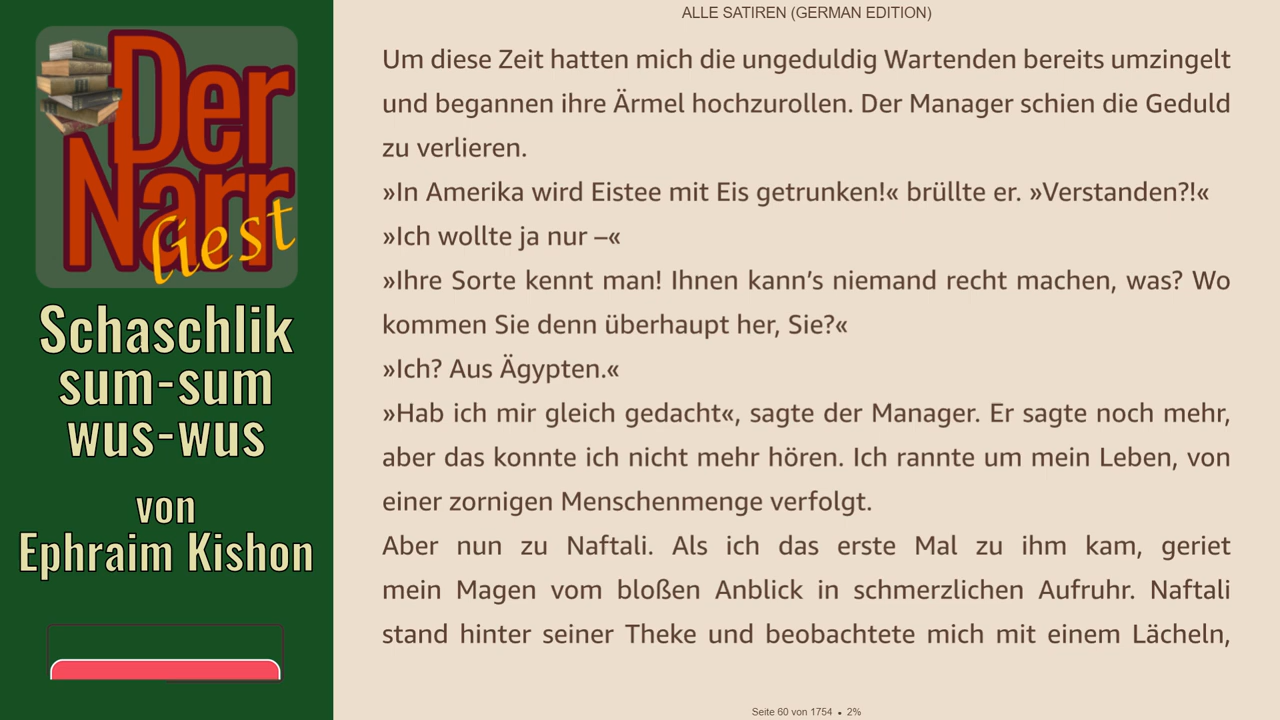 Der
Narr
liest
Schaschlik
sum-sum
wus-wus
von
Ephraim Kishon
ALLE SATIREN (GERMAN EDITION)
Um diese Zeit hatten mich die ungeduldig Wartenden bereits umzingelt
und begannen ihre Ärmel hochzurollen. Der Manager schien die Geduld
zu verlieren.
»In Amerika wird Eistee mit Eis getrunken!« brüllte er. »Verstanden?!«
»Ich wollte ja nur –«
»Ihre Sorte kennt man! Ihnen kann’s niemand recht machen, was? Wo
kommen Sie denn überhaupt her, Sie?«
»Ich? Aus Ägypten.«
»Hab ich mir gleich gedacht«, sagte der Manager. Er sagte noch mehr,
aber das konnte ich nicht mehr hören. Ich rannte um mein Leben, von
einer zornigen Menschenmenge verfolgt.
Aber nun zu Naftali. Als ich das erste Mal zu ihm kam, geriet
mein Magen vom bloßen Anblick in schmerzlichen Aufruhr. Naftali
stand hinter seiner Theke und beobachtete mich mit einem Lächeln,
Seite 60 von 1754 • 2%